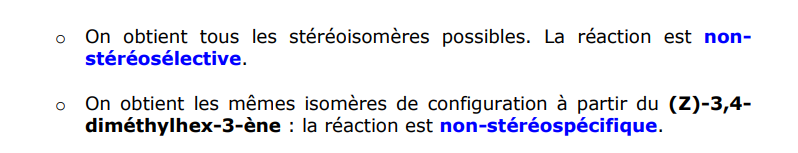 o On obtient tous les stéréoisomères possibles. La réaction est non-
stéréosélective.
o On obtient les mêmes isomères de configuration à partir du (Z)-3,4-
diméthylhex-3-ène : la réaction est non-stéréospécifique.